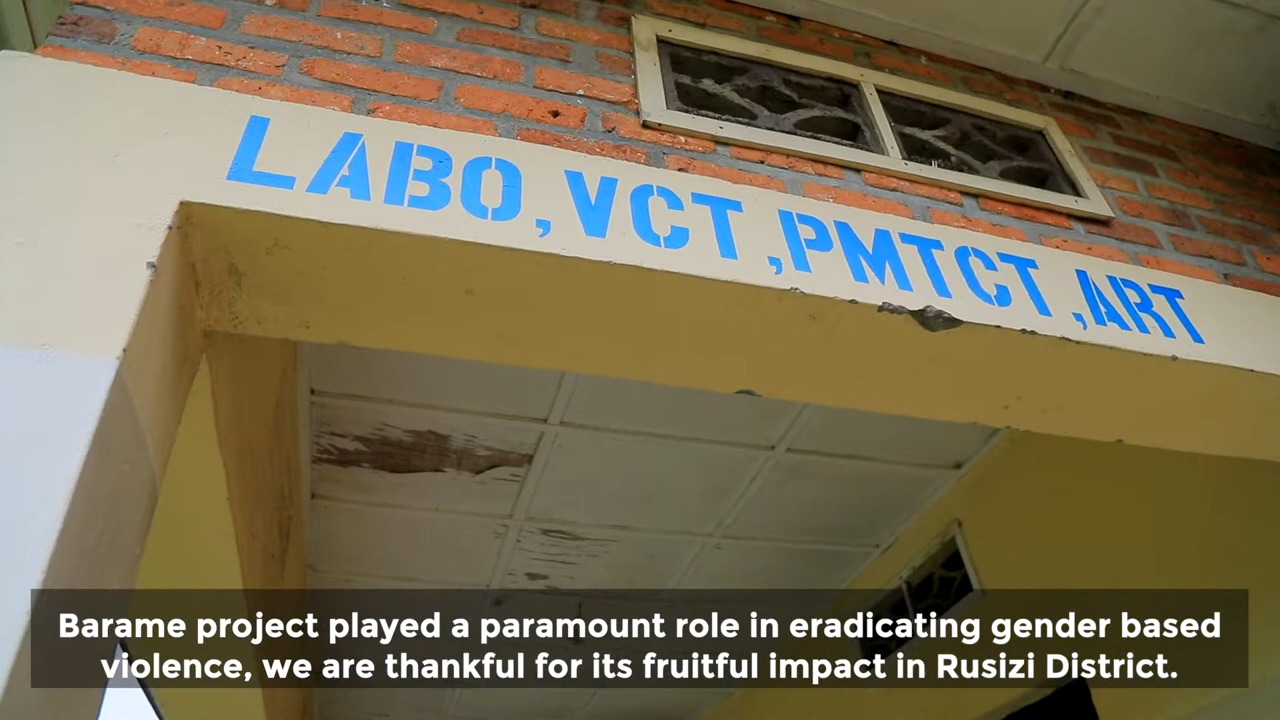 LABO,VCT,PMTCT,ART
Barame project played a paramount role in eradicating gender based
violence, we are thankful for its fruitful impact in Rusizi District.